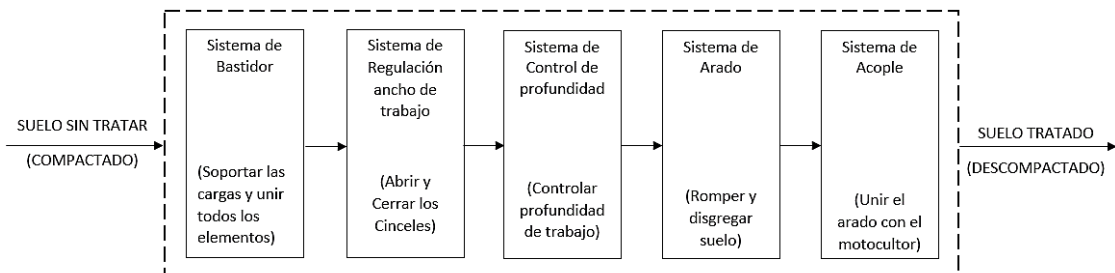 SUELO SIN TRATAR
(COMPACTADO)
Sistema de
Bastidor
(Soportar las
cargas y unir
todos los
elementos)
Sistema de
Regulación
ancho de
trabajo
(Abrir y
Cerrar los
Cinceles)
Sistema de
Control de
profundidad
(Controlar
profundidad
de trabajo)
Sistema de
Arado
(Romper y
disgregar
suelo)
Sistema de
Acople
(Unir el
arado con el
motocultor)
SUELO TRATADO
(DESCOMPACTADO)